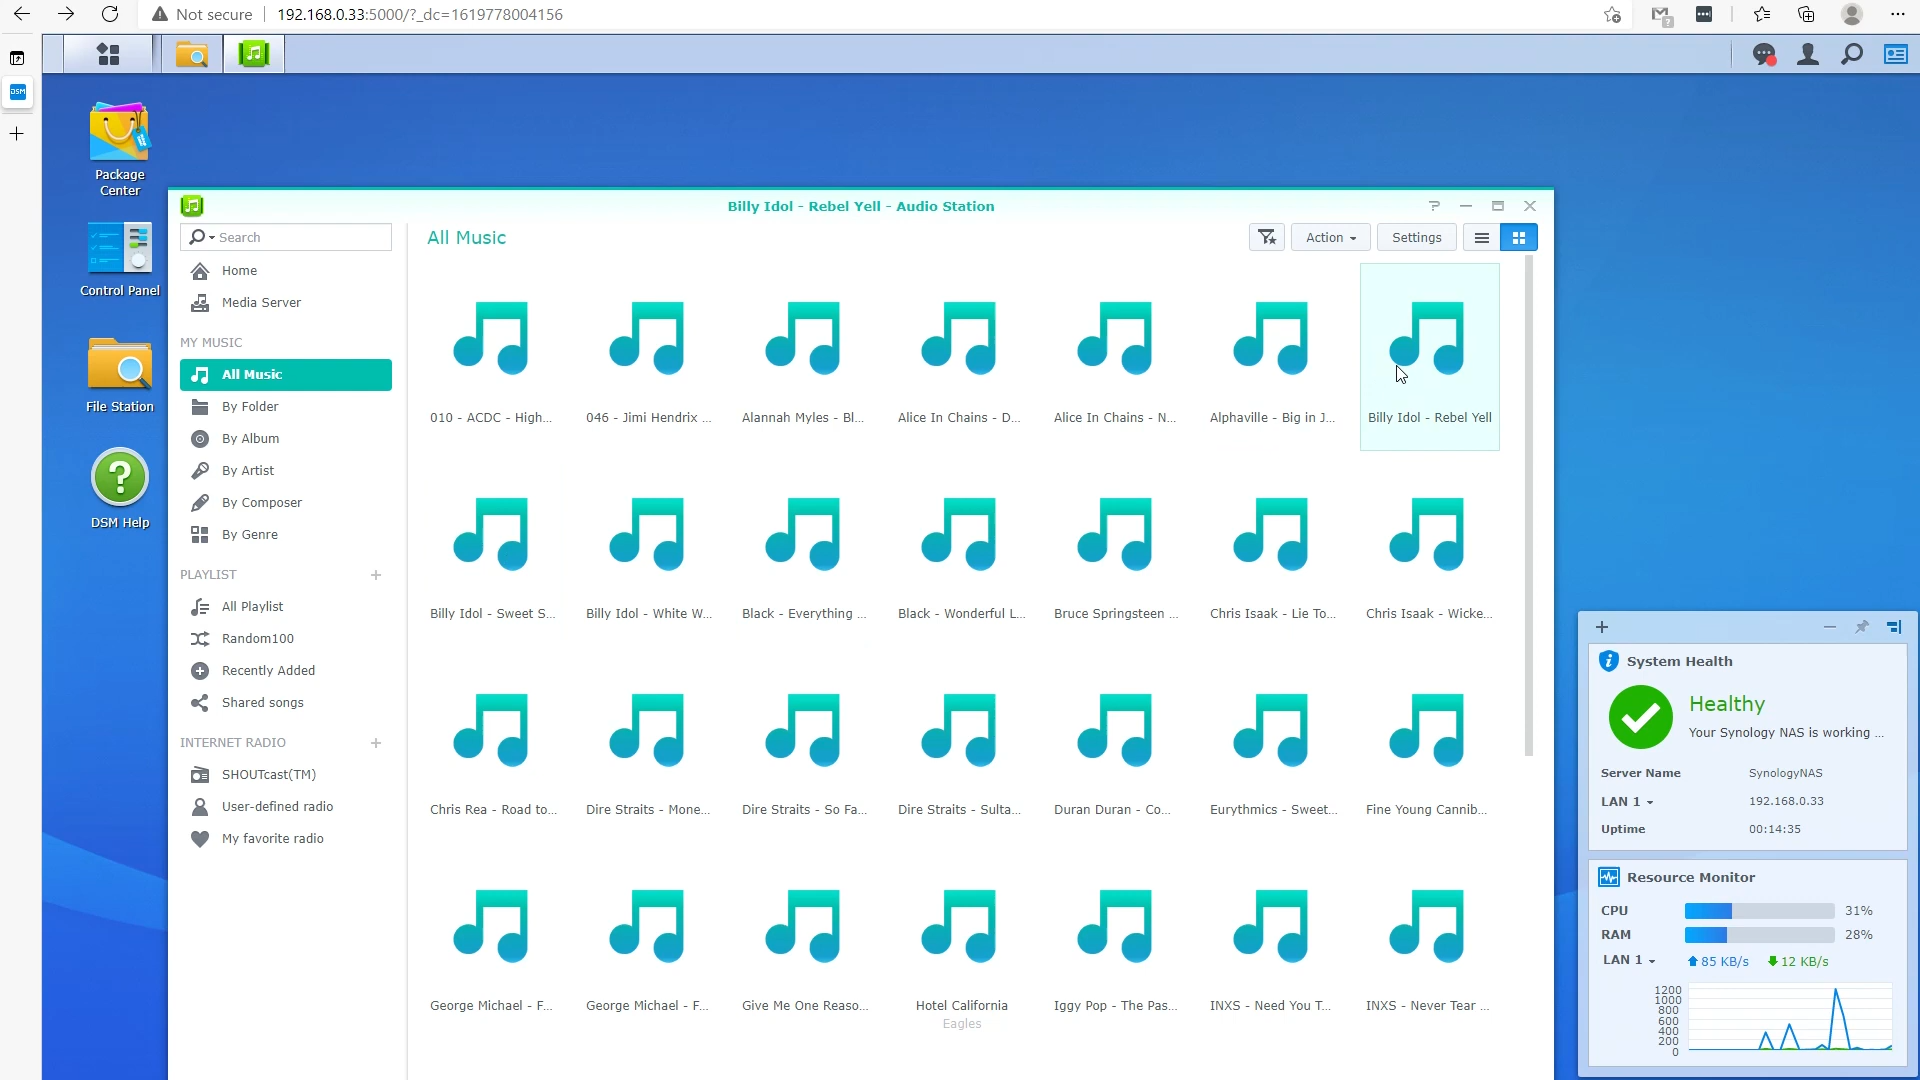 Not secure
192.168.0.33:5000/?_dc=1619778004156
DSM
Package
Center
Control Panel
File Station
DSM Help
Billy Idol - Rebel Yell - Audio Station
Search
Home
Media Server
MY MUSIC
All Music
By Folder
By Album
By Artist
By Composer
By Genre
PLAYLIST
All Playlist
Random100
Recently Added
Shared songs
INTERNET RADIO
SHOUTcast(TM)
User-defined radio
My favorite radio
All Music
Action
Settings
010 - ACDC - High...
046 - Jimi Hendrix ...
Alannah Myles - Bl...
Alice In Chains - D...
Alice In Chains - N...
Alphaville - Big in J...
Billy Idol - Rebel Yell
Billy Idol - Sweet S...
Billy Idol - White W...
Black - Everything ...
Black - Wonderful L...
Bruce Springsteen ...
Chris Isaak - Lie To...
Chris Isaak - Wicke...
Chris Rea - Road to...
Dire Straits - Mone...
Dire Straits - So Fa...
Dire Straits - Sulta...
Duran Duran - Co...
Eurythmics - Sweet...
Fine Young Cannib...
George Michael - F...
George Michael - F...
Give Me One Reaso...
Hotel California
Eagles
Iggy Pop - The Pas...
INXS - Need You T...
INXS - Never Tear ...
System Health
Healthy
Your Synology NAS is working ...
Server Name SynologyNAS
LAN 1 192.168.0.33
Uptime 00:14:35
Resource Monitor
CPU 31%
RAM 28%
LAN 1 85 KB/s 12 KB/s
1200
1000
800
600
400
200
0